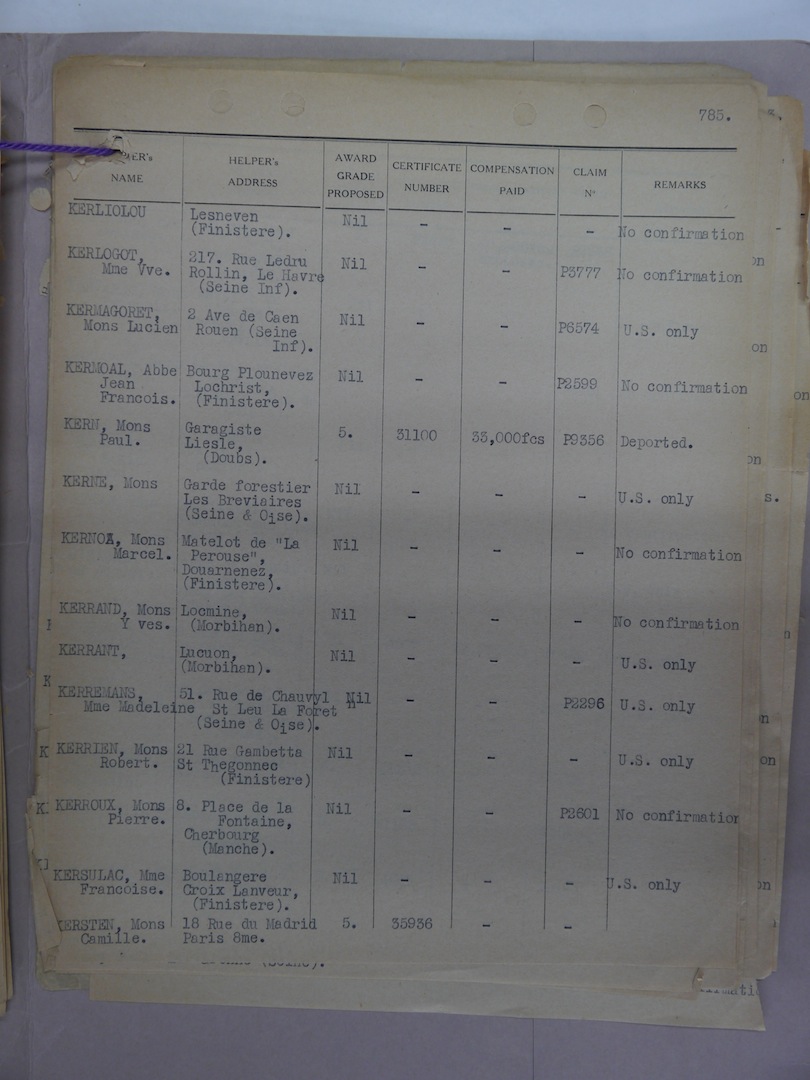 785.
HELPER's
NAME
HELPER's
ADDRESS
AWARD
GRADE
PROPOSED
CERTIFICATE
NUMBER
COMPENSATION
PAID
CLAIM
Nº
REMARKS
KERLIOLOU Lesneven Nil - - - No confirmation
(Finistere).
KERLOGOT, 217. Rue Ledru Nil - - P3777 No confirmation
Mme Vve. Rollin, Le Havre
(Seine Inf).
KERMAGORET, 2 Ave de Caen Nil - - P6574 U.S. only
Mons Lucien Rouen (Seine
Inf).
KERMOAL, Abbe Bourg Plounevez Nil - - P2599 No confirmation
Jean Lochrist,
Francois. (Finistere).
KERN, Mons Garagiste 5. 31100 33,000fcs P9356 Deported.
Paul. Liesle,
(Doubs).
KERNE, Mons Garde forestier Nil - - - U.S. only
Les Breviaires
(Seine & Oise).
KERNOA, Mons Matelot de "La Nil - - - No confirmation
Marcel. Perouse",
Douarnenez,
(Finistere).
KERRAND, Mons Locmine, Nil - - - No confirmation
Y ves. (Morbihan).
KERRANT, Lucuon, Nil - - - U.S. only
(Morbihan).
KERREMANS, 51. Rue de Chauvyl Nil - - P2296 U.S. only
Mme Madeleine St Leu La Foret "
(Seine & Oise).
KERRIEN, Mons 21 Rue Gambetta Nil - - - U.S. only
Robert. St Thegonnec
(Finistere)
KERROUX, Mons 8. Place de la Nil - - P2601 No confirmation
Pierre. Fontaine,
Cherbourg
(Manche).
KERSULAC, Mme Boulangere Nil - - - U.S. only
Francoise. Croix Lanveur,
(Finistere).
KERSTEN, Mons 18 Rue du Madrid 5. 35936 - -
Camille. Paris 8me.